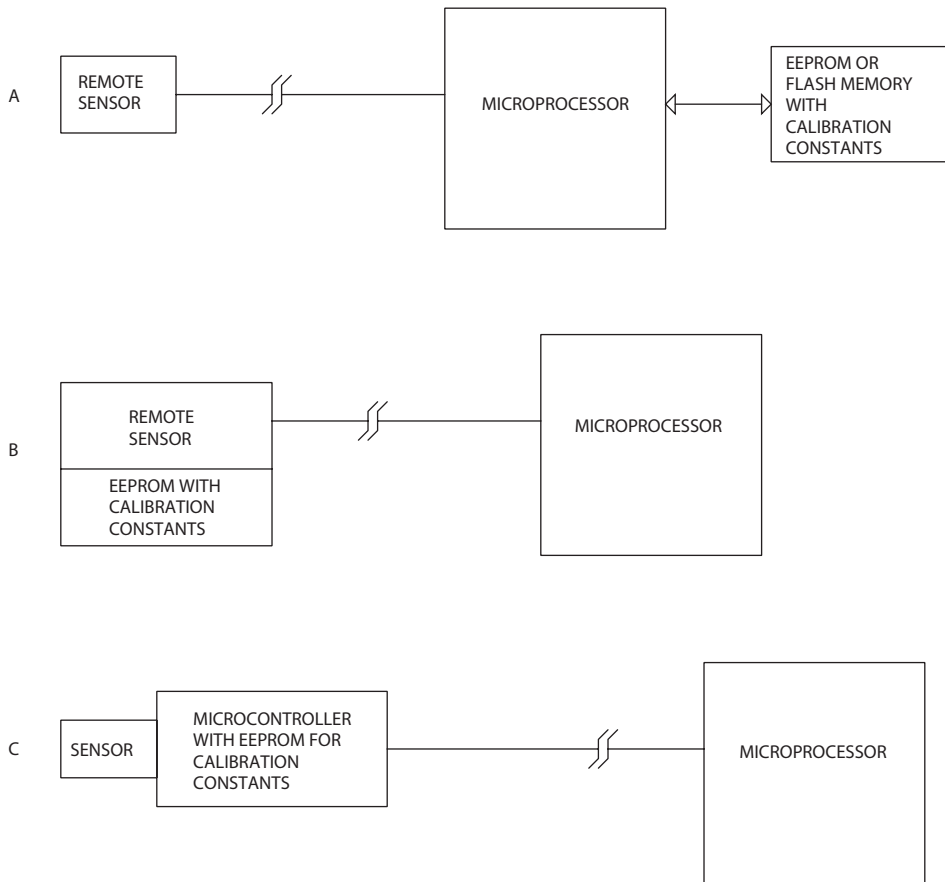 A
REMOTE
SENSOR
MICROPROCESSOR
EEPROM OR
FLASH MEMORY
WITH
CALIBRATION
CONSTANTS
B
REMOTE
SENSOR
EEPROM WITH
CALIBRATION
CONSTANTS
MICROPROCESSOR
C
SENSOR
MICROCONTROLLER
WITH EEPROM FOR
CALIBRATION
CONSTANTS
MICROPROCESSOR